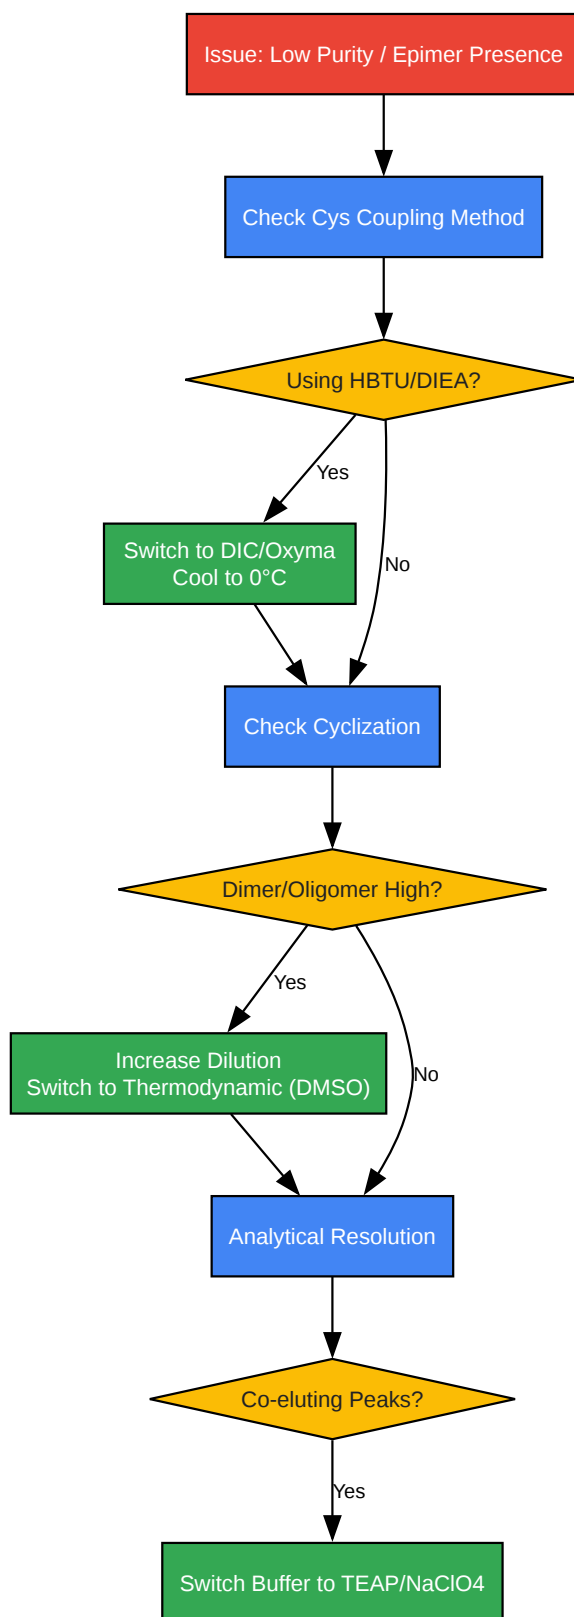 Issue: Low Purity / Epimer Presence
Check Cys Coupling Method
Using HBTU/DIEA?
Yes
Switch to DIC/Oxyma
Cool to 0°C
No
Check Cyclization
Dimer/Oligomer High?
Yes
Increase Dilution
Switch to Thermodynamic (DMSO)
No
Analytical Resolution
Co-eluting Peaks?
Yes
Switch Buffer to TEAP/NaClO4